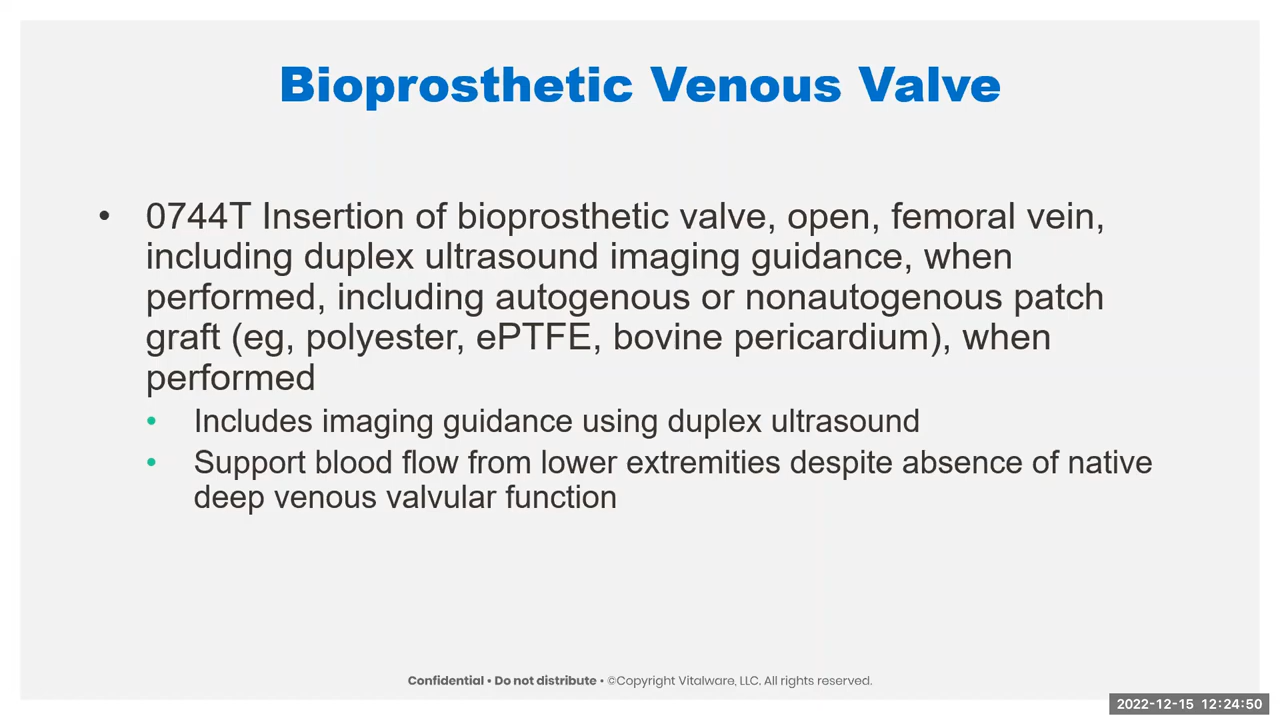 Bioprosthetic Venous Valve
• 0744T Insertion of bioprosthetic valve, open, femoral vein,
including duplex ultrasound imaging guidance, when
performed, including autogenous or nonautogenous patch
graft (eg, polyester, ePTFE, bovine pericardium), when
performed
• Includes imaging guidance using duplex ultrasound
• Support blood flow from lower extremities despite absence of native
deep venous valvular function
Confidential • Do not distribute • ©Copyright Vitalware, LLC. All rights reserved.
2022-12-15 12:24:50